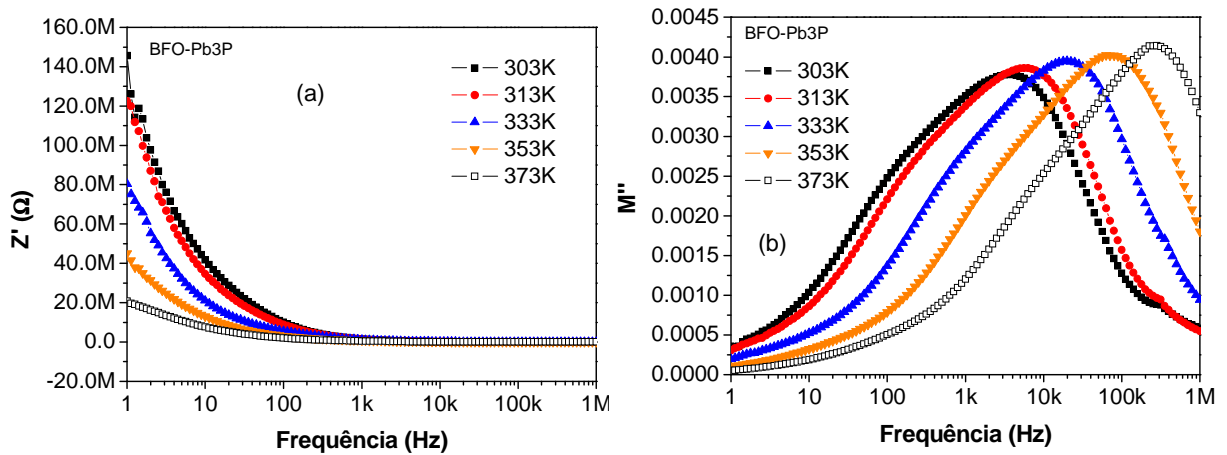 160.0M
140.0M
120.0M
100.0M
80.0M
60.0M
40.0M
20.0M
0.0
-20.0M
Z' (Ω)
BFO-Pb3P
(a)
303K
313K
333K
353K
373K
1 10 100 1k 10k 100k 1M
Frequência (Hz)
0.0045
0.0040
0.0035
0.0030
0.0025
0.0020
0.0015
0.0010
0.0005
0.0000
M''
BFO-Pb3P
303K
313K
333K
353K
373K
(b)
1 10 100 1k 10k 100k 1M
Frequência (Hz)